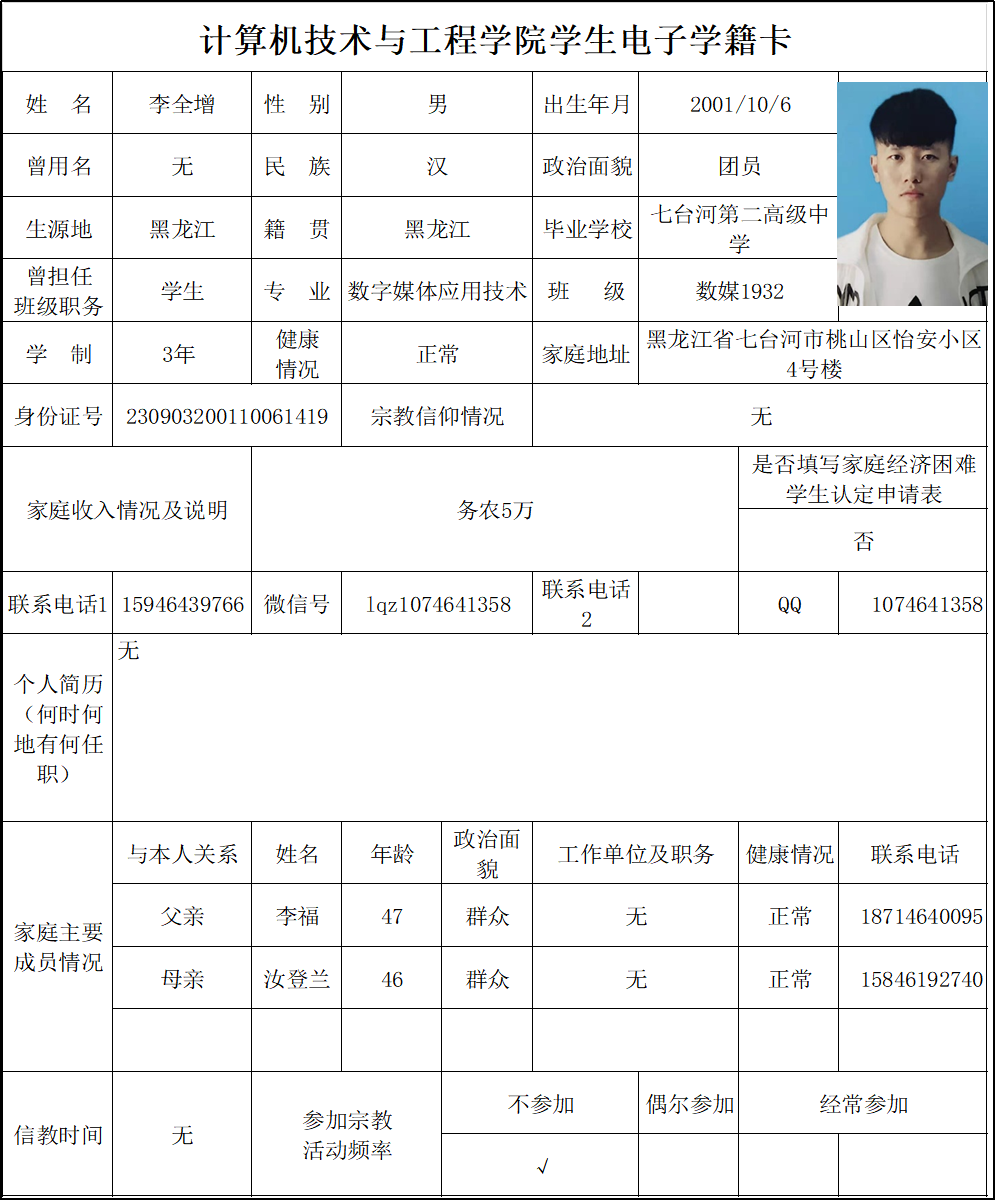 计算机技术与工程学院学生电子学籍卡
姓 名 李全增 性 别 男 出生年月 2001/10/6
曾用名 无 民 族 汉 政治面貌 团员
生源地 黑龙江 籍 贯 黑龙江 毕业学校 七台河第二高级中
学
曾担任
班级职务 学生 专 业 数字媒体应用技术 班 级 数媒1932
学 制 3年 健康
情况 正常 家庭地址 黑龙江省七台河市桃山区怡安小区
4号楼
身份证号 230903200110061419 宗教信仰情况 无
家庭收入情况及说明 务农5万 是否填写家庭经济困难
学生认定申请表
否
联系电话1 15946439766 微信号 lqz1074641358 联系电话
2 QQ 1074641358
个人简历
（何时何
地有何任
职） 无
家庭主要
成员情况
与本人关系 姓名 年龄 政治面
貌 工作单位及职务 健康情况 联系电话
父亲 李福 47 群众 无 正常 18714640095
母亲 汝登兰 46 群众 无 正常 15846192740
信教时间 无 参加宗教
活动频率 不参加 偶尔参加 经常参加
√